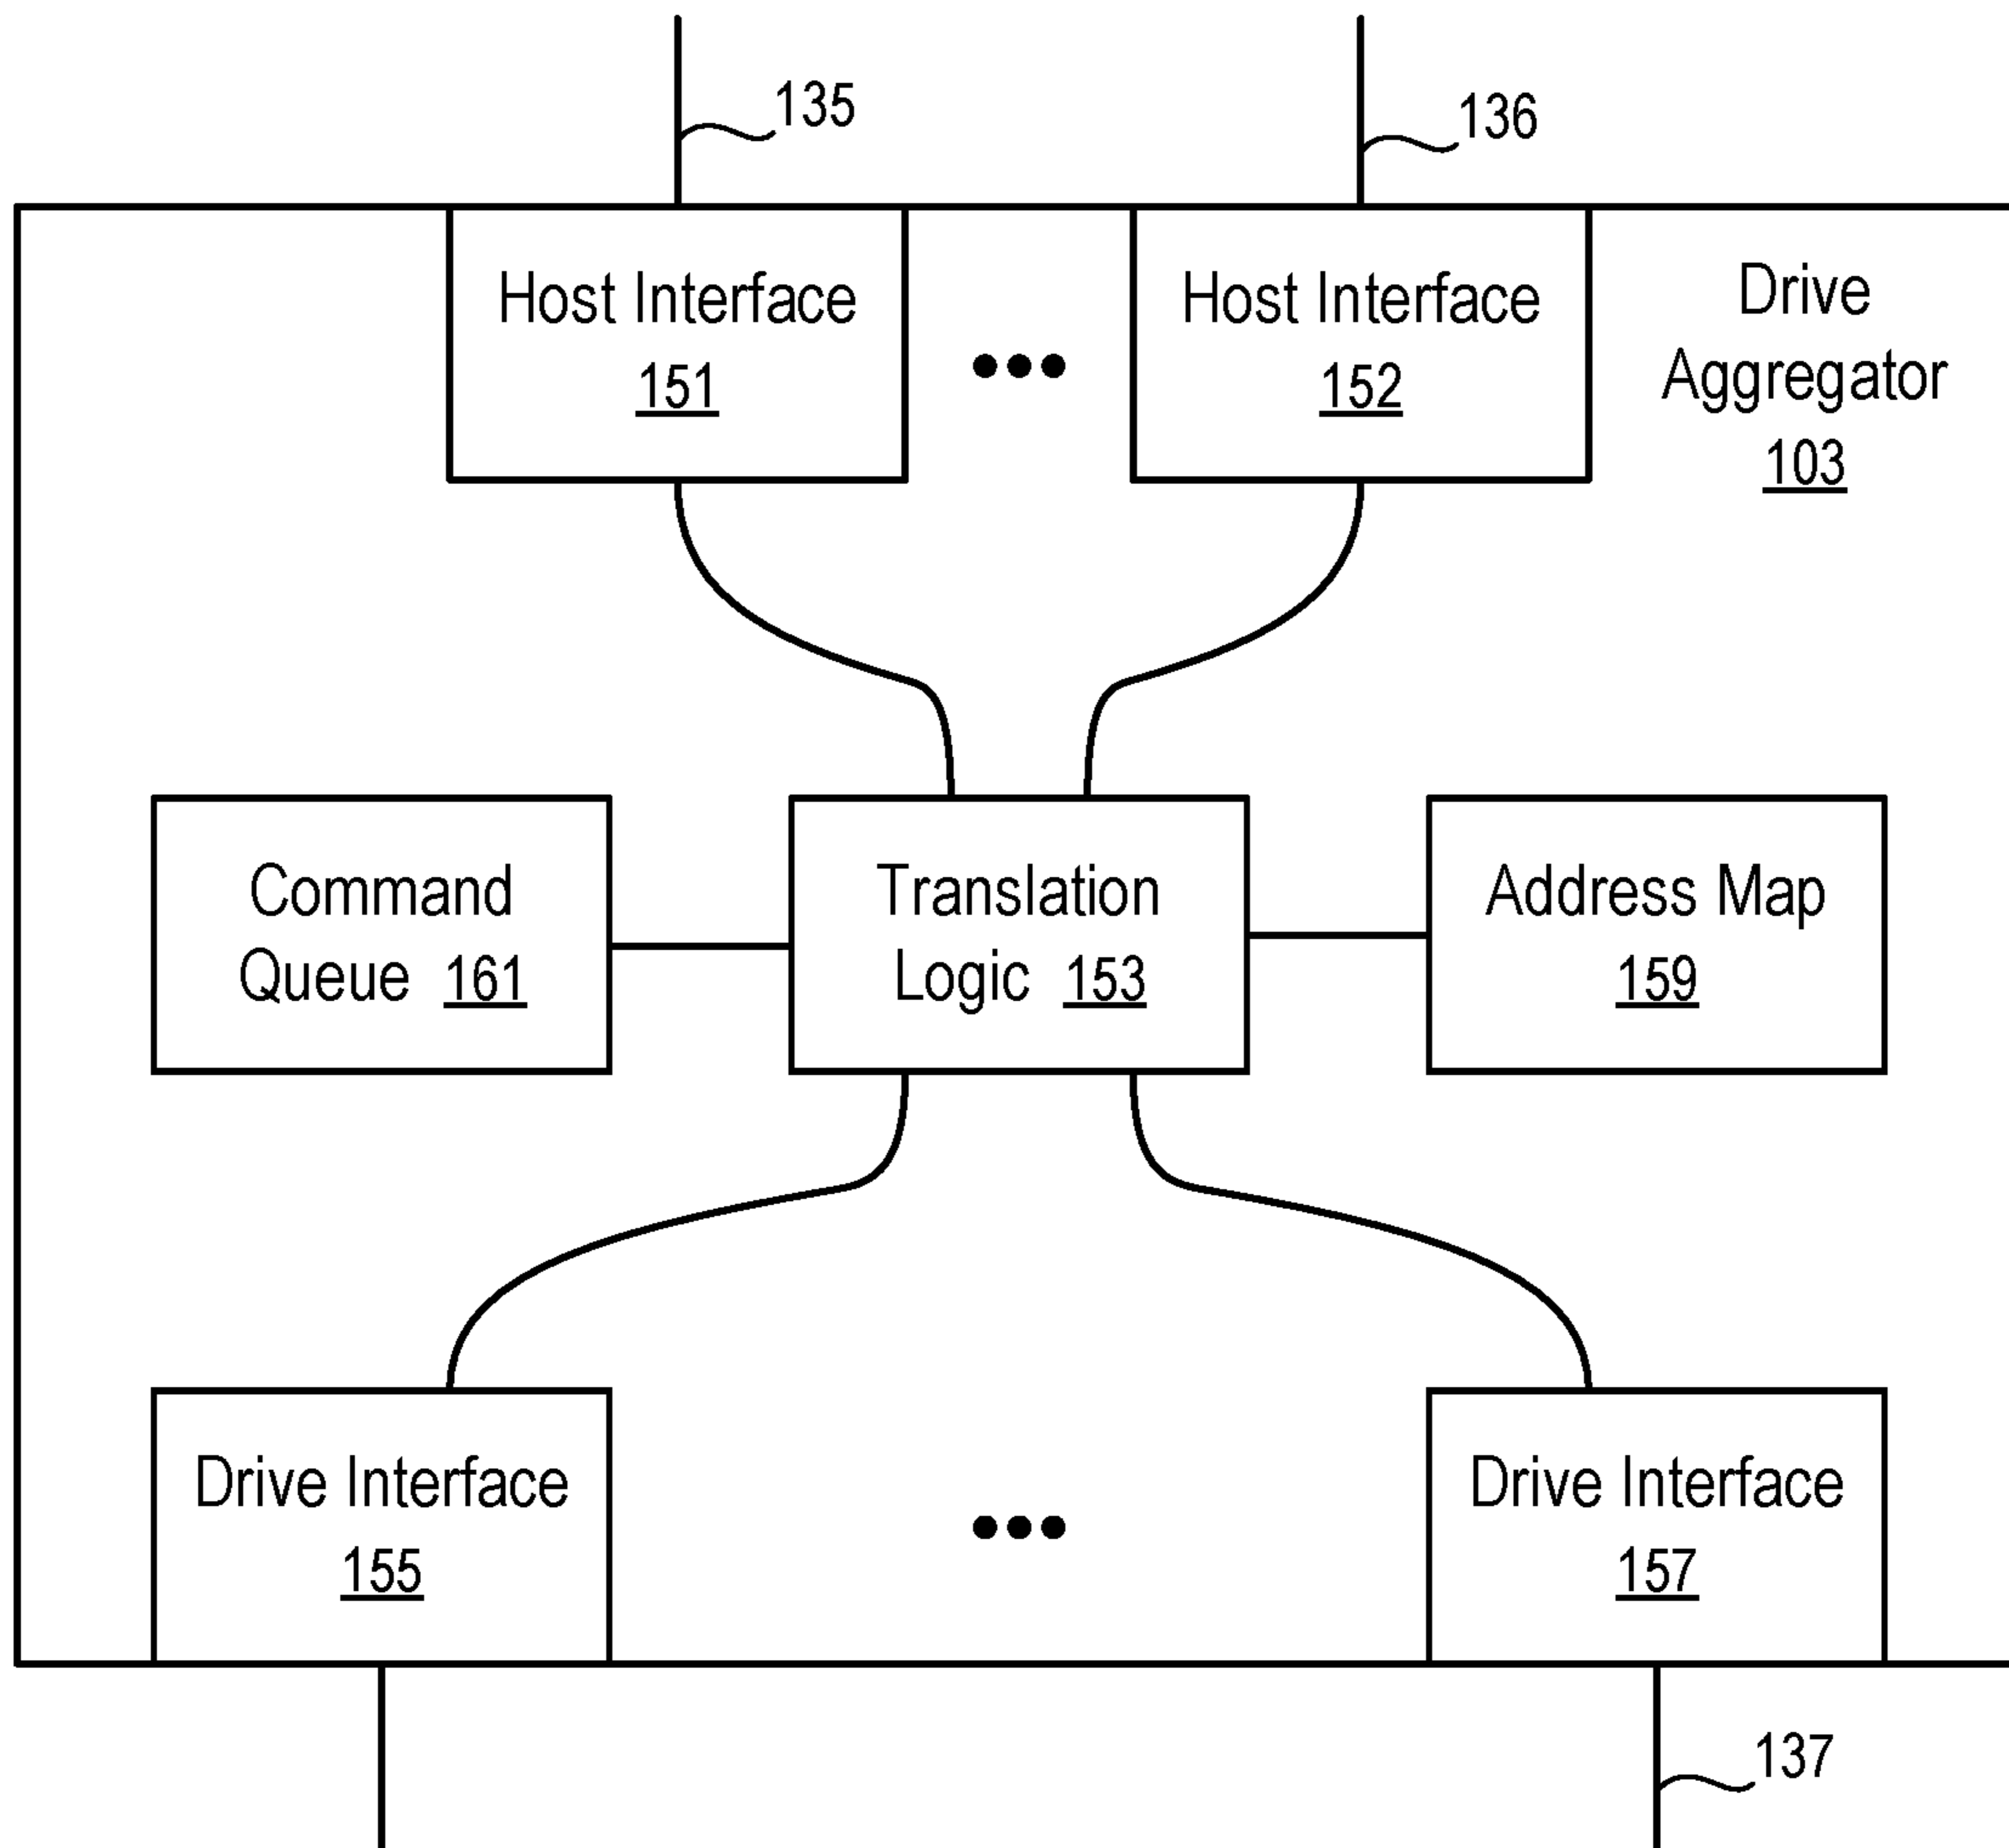 135
136
Host Interface
151
Host Interface
152
Drive
Aggregator
103
Command
Queue 161
Translation
Logic 153
Address Map
159
Drive Interface
155
Drive Interface
157
137